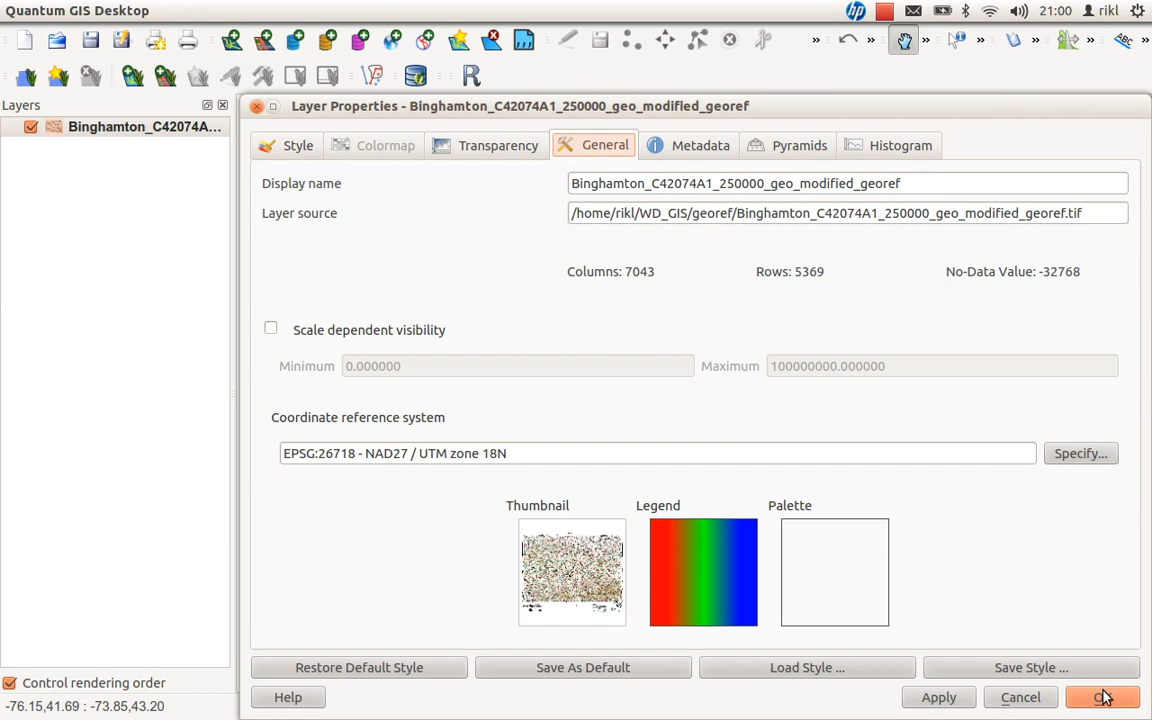 Quantum GIS Desktop
21:00
rikl
Layers
Layer Properties - Binghamton_C42074A1_250000_geo_modified_georef
Binghamton_C42074A...
Style
Colormap
Transparency
General
Metadata
Pyramids
Histogram
Display name
Binghamton_C42074A1_250000_geo_modified_georef
Layer source
/home/rikl/WD_GIS/georef/Binghamton_C42074A1_250000_geo_modified_georef.tif
Columns: 7043
Rows: 5369
No-Data Value: -32768
Scale dependent visibility
Minimum
0.000000
Maximum
100000000.000000
Coordinate reference system
EPSG:26718 - NAD27 / UTM zone 18N
Specify...
Thumbnail
Legend
Palette
Restore Default Style
Save As Default
Load Style ...
Save Style ...
Control rendering order
-76.15,41.69 : -73.85,43.20
Help
Apply
Cancel